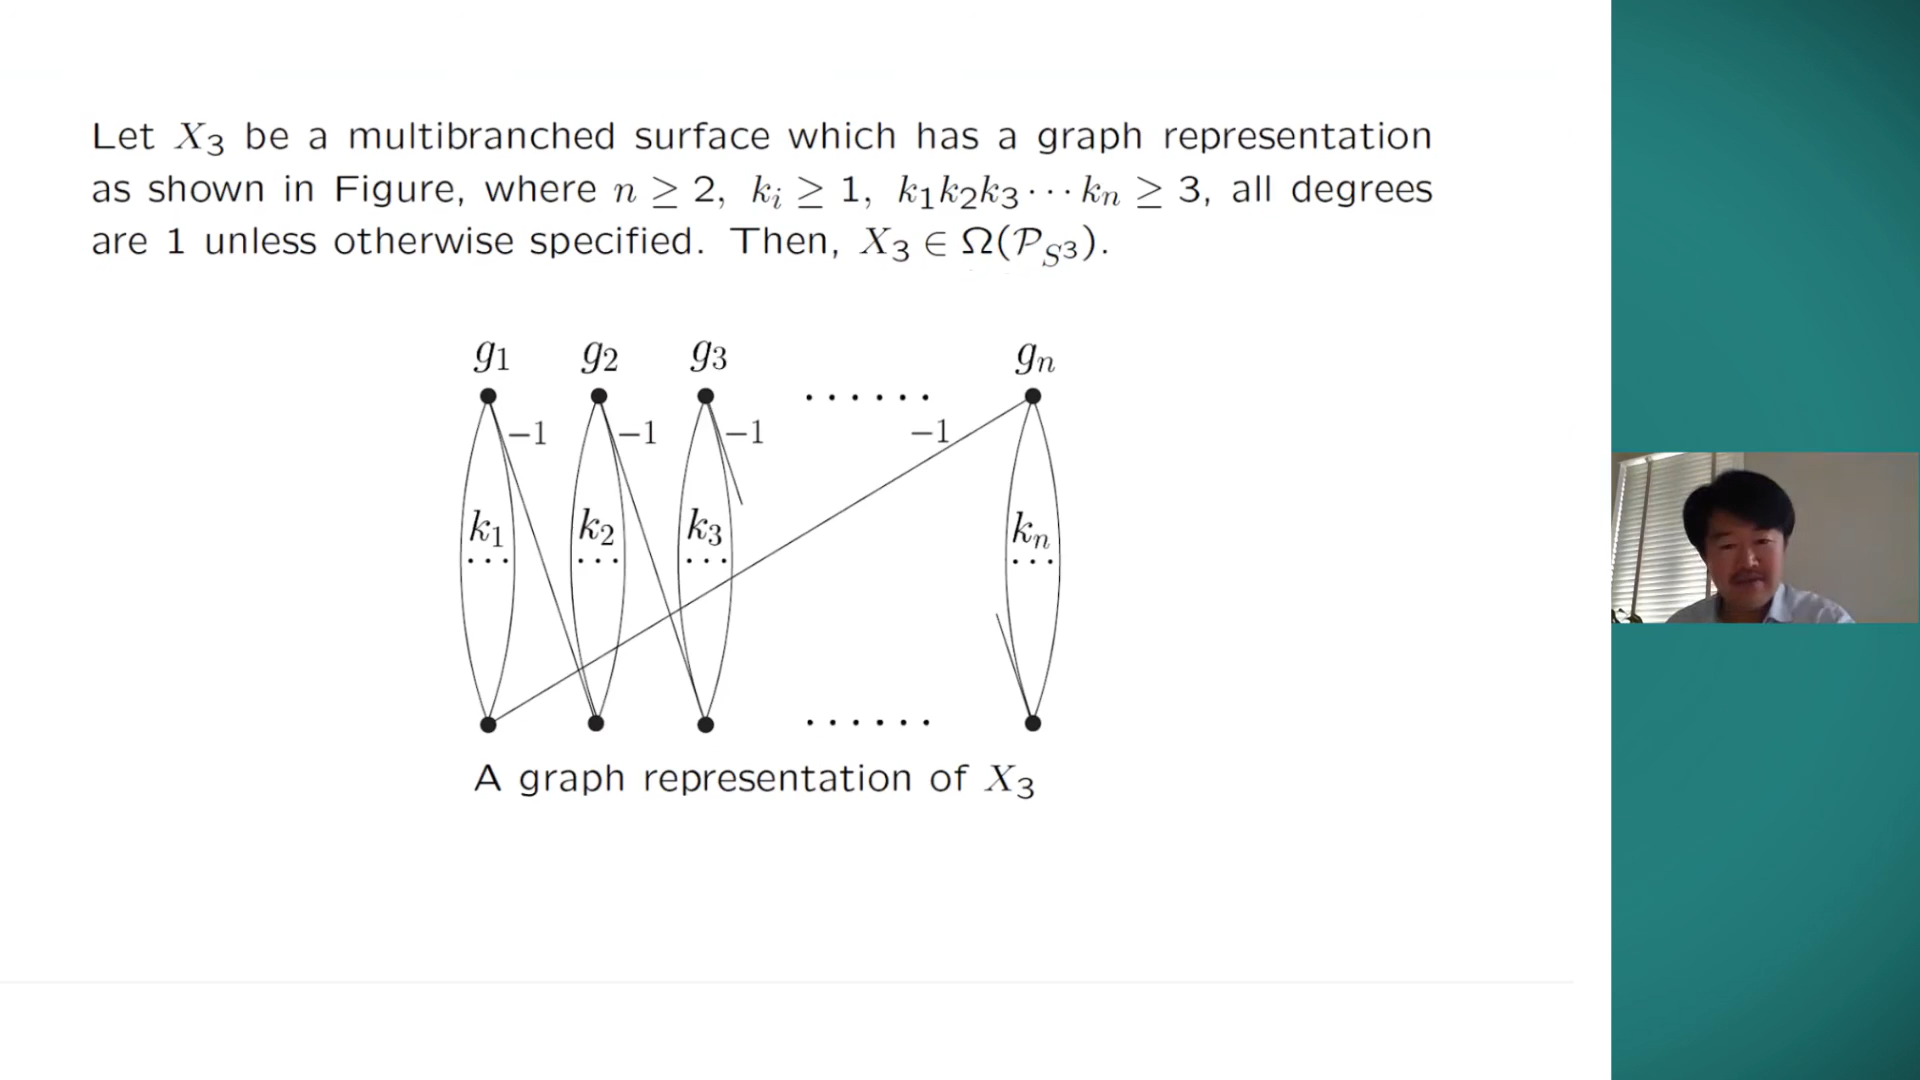 Let X₃ be a multibranched surface which has a graph representation
as shown in Figure, where n ≥ 2, kᵢ ≥ 1, k₁k₂k₃ ⋯ kₙ ≥ 3, all degrees
are 1 unless otherwise specified. Then, X₃ ∈ Ω(𝒫_{S³}).
g₁ g₂ g₃ ...... gₙ
−1 −1 −1 −1
k₁ k₂ k₃ kₙ
... ... ... ...
......
A graph representation of X₃